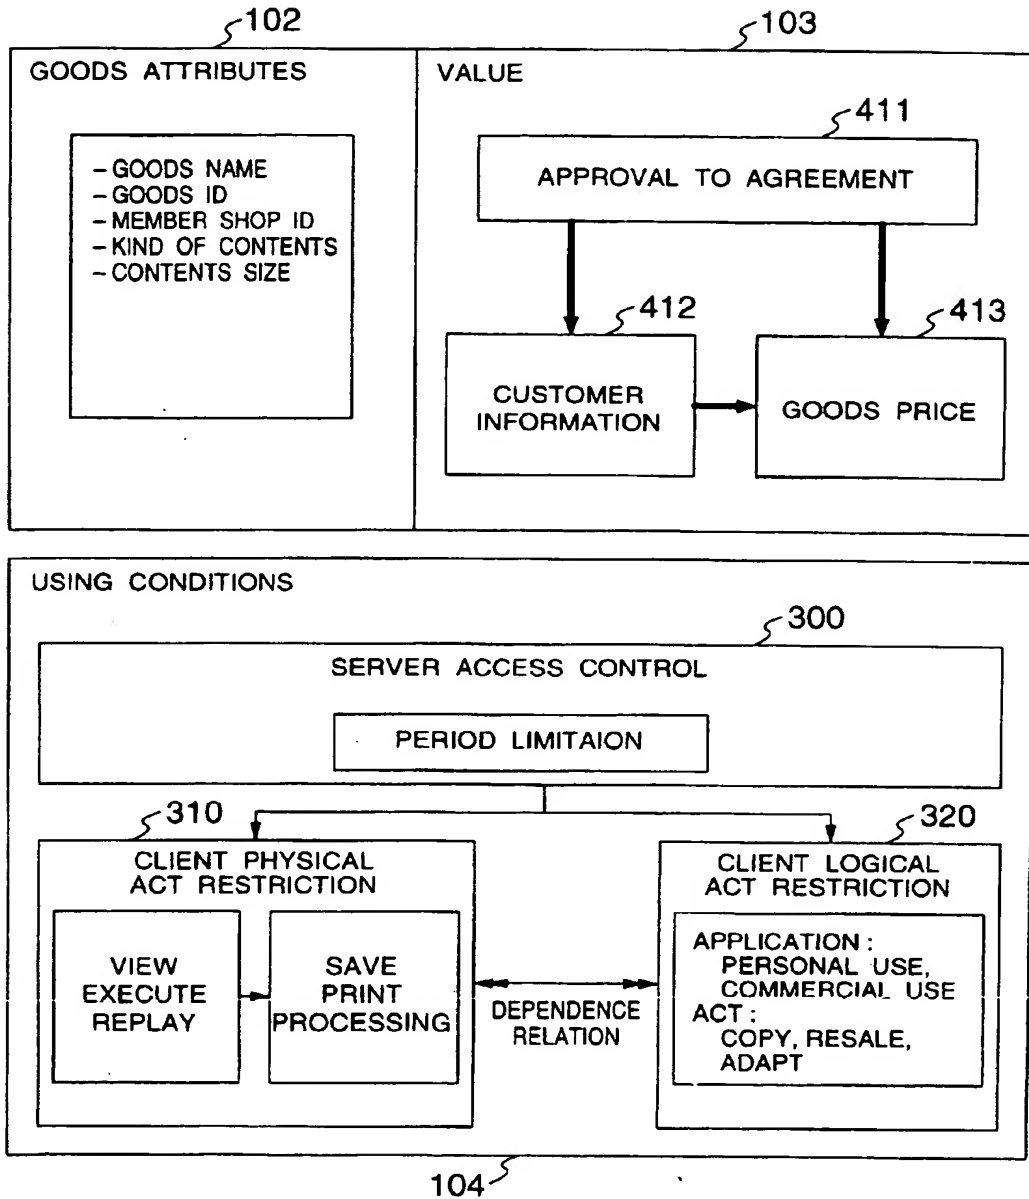 102
103
GOODS ATTRIBUTES
VALUE
- GOODS NAME
- GOODS ID
- MEMBER SHOP ID
- KIND OF CONTENTS
- CONTENTS SIZE
411
APPROVAL TO AGREEMENT
412
413
CUSTOMER
INFORMATION
GOODS PRICE
USING CONDITIONS
300
SERVER ACCESS CONTROL
PERIOD LIMITAION
310
320
CLIENT PHYSICAL
ACT RESTRICTION
VIEW
EXECUTE
REPLAY
SAVE
PRINT
PROCESSING
DEPENDENCE
RELATION
CLIENT LOGICAL
ACT RESTRICTION
APPLICATION :
PERSONAL USE,
COMMERCIAL USE
ACT :
COPY, RESALE,
ADAPT
104